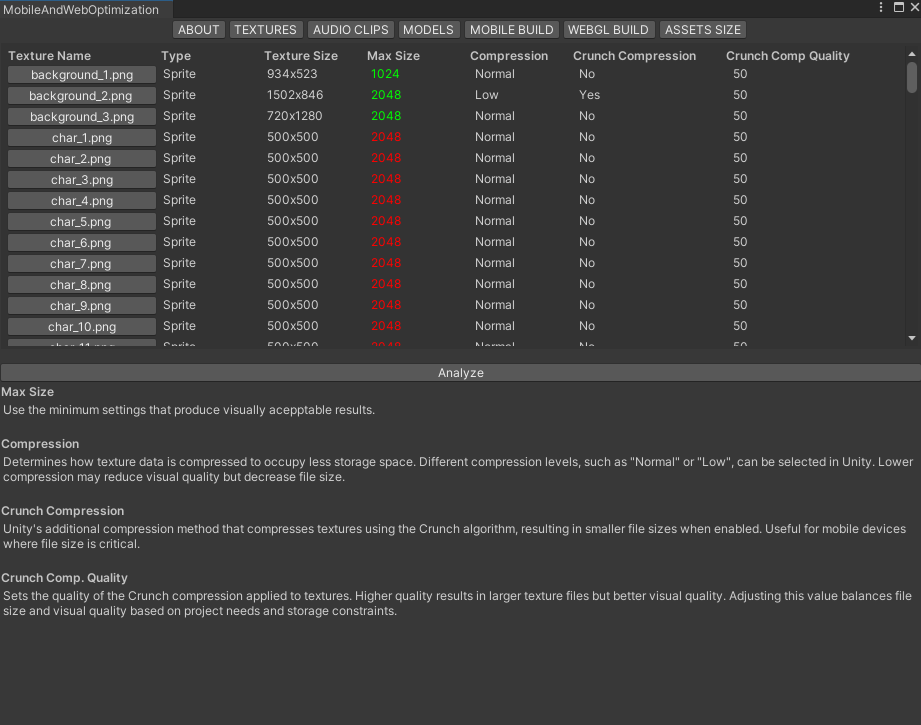 MobileAndWebOptimization
ABOUT TEXTURES AUDIO CLIPS MODELS MOBILE BUILD WEBGL BUILD ASSETS SIZE
Texture Name Type Texture Size Max Size Compression Crunch Compression Crunch Comp Quality
background_1.png Sprite 934x523 1024 Normal No 50
background_2.png Sprite 1502x846 2048 Low Yes 50
background_3.png Sprite 720x1280 2048 Normal No 50
char_1.png Sprite 500x500 2048 Normal No 50
char_2.png Sprite 500x500 2048 Normal No 50
char_3.png Sprite 500x500 2048 Normal No 50
char_4.png Sprite 500x500 2048 Normal No 50
char_5.png Sprite 500x500 2048 Normal No 50
char_6.png Sprite 500x500 2048 Normal No 50
char_7.png Sprite 500x500 2048 Normal No 50
char_8.png Sprite 500x500 2048 Normal No 50
char_9.png Sprite 500x500 2048 Normal No 50
char_10.png Sprite 500x500 2048 Normal No 50
char_11.png Sprite 500x500 2048 Normal No 50
Analyze
Max Size
Use the minimum settings that produce visually acepptable results.
Compression
Determines how texture data is compressed to occupy less storage space. Different compression levels, such as "Normal" or "Low", can be selected in Unity. Lower
compression may reduce visual quality but decrease file size.
Crunch Compression
Unity's additional compression method that compresses textures using the Crunch algorithm, resulting in smaller file sizes when enabled. Useful for mobile devices
where file size is critical.
Crunch Comp. Quality
Sets the quality of the Crunch compression applied to textures. Higher quality results in larger texture files but better visual quality. Adjusting this value balances file
size and visual quality based on project needs and storage constraints.